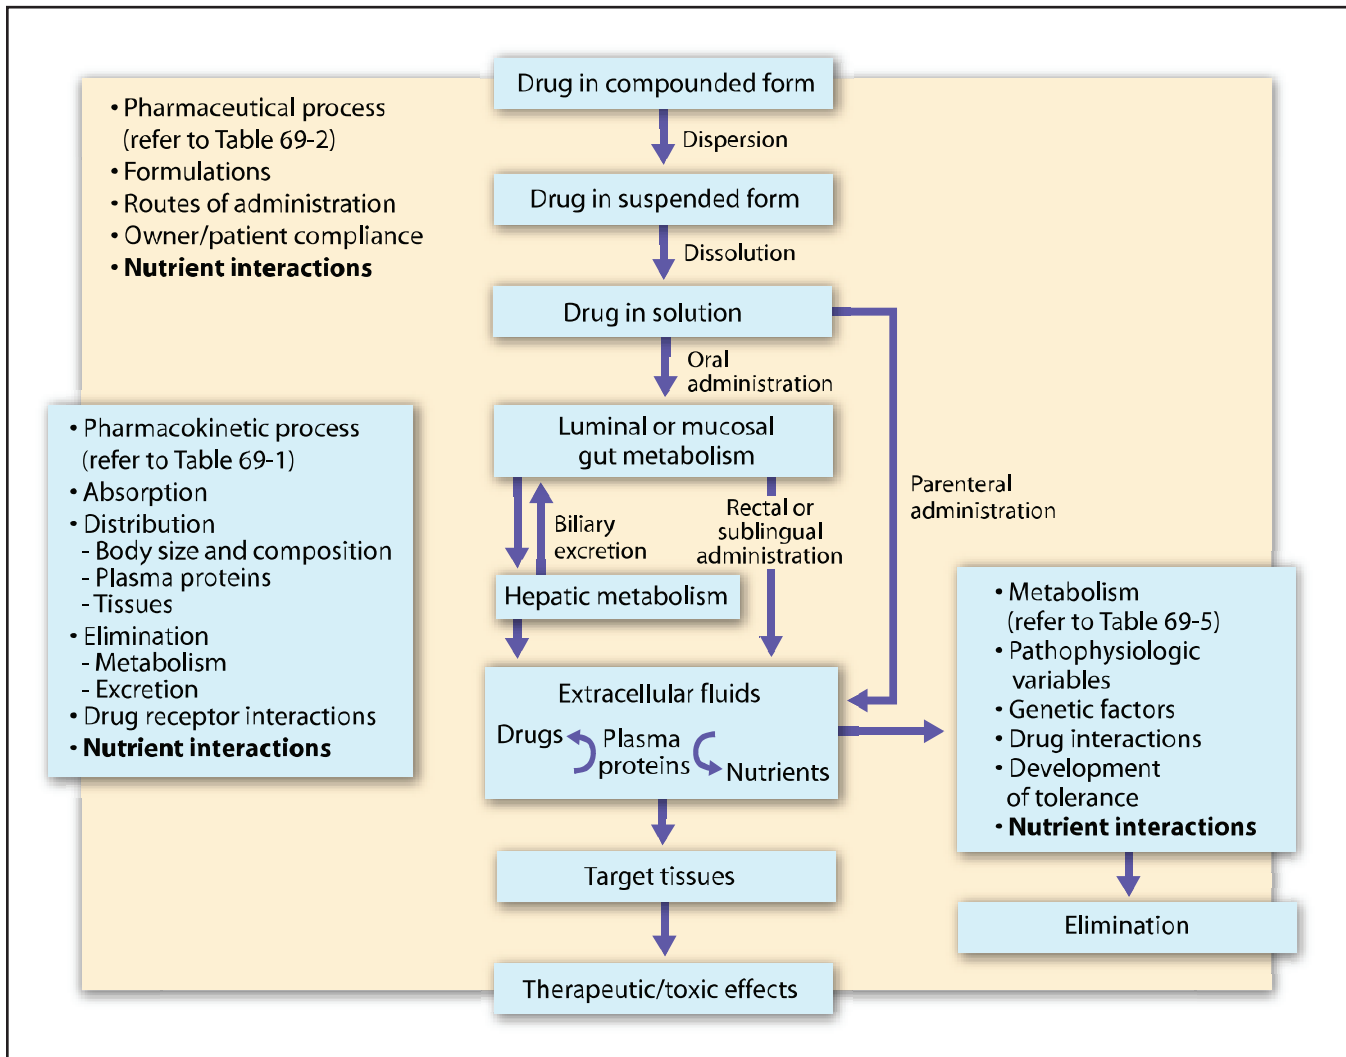 Drug in compounded form
• Pharmaceutical process
(refer to Table 69-2)
• Formulations
• Routes of administration
• Owner/patient compliance
• Nutrient interactions
Dispersion
Drug in suspended form
Dissolution
Drug in solution
Oral
administration
Luminal or mucosal
gut metabolism
Parenteral
administration
Biliary
excretion
Rectal or
sublingual
administration
Hepatic metabolism
• Pharmacokinetic process
(refer to Table 69-1)
• Absorption
• Distribution
- Body size and composition
- Plasma proteins
- Tissues
• Elimination
- Metabolism
- Excretion
• Drug receptor interactions
• Nutrient interactions
Extracellular fluids
Drugs
Plasma
proteins
Nutrients
• Metabolism
(refer to Table 69-5)
• Pathophysiologic
variables
• Genetic factors
• Drug interactions
• Development
of tolerance
• Nutrient interactions
Target tissues
Elimination
Therapeutic/toxic effects